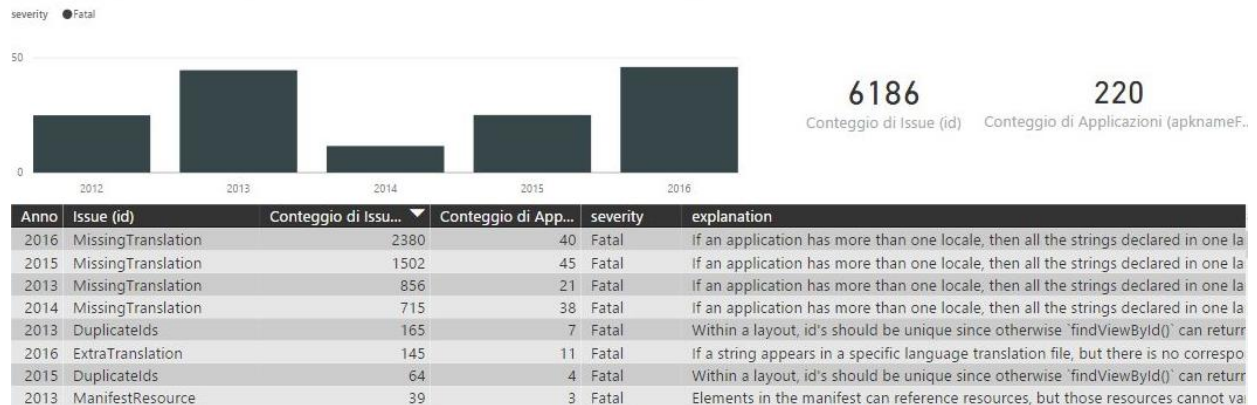 severity Fatal
50
0
2012 2013 2014 2015 2016
6186 220
Conteggio di Issue (id) Conteggio di Applicazioni (apknameF...
Anno Issue (id) Conteggio di Issu... Conteggio di App... severity explanation
2016 MissingTranslation 2380 40 Fatal If an application has more than one locale, then all the strings declared in one la
2015 MissingTranslation 1502 45 Fatal If an application has more than one locale, then all the strings declared in one la
2013 MissingTranslation 856 21 Fatal If an application has more than one locale, then all the strings declared in one la
2014 MissingTranslation 715 38 Fatal If an application has more than one locale, then all the strings declared in one la
2013 DuplicateIds 165 7 Fatal Within a layout, id's should be unique since otherwise `findViewById()` can return
2016 ExtraTranslation 145 11 Fatal If a string appears in a specific language translation file, but there is no correspo
2015 DuplicateIds 64 4 Fatal Within a layout, id's should be unique since otherwise `findViewById()` can return
2013 ManifestResource 39 3 Fatal Elements in the manifest can reference resources, but those resources cannot va